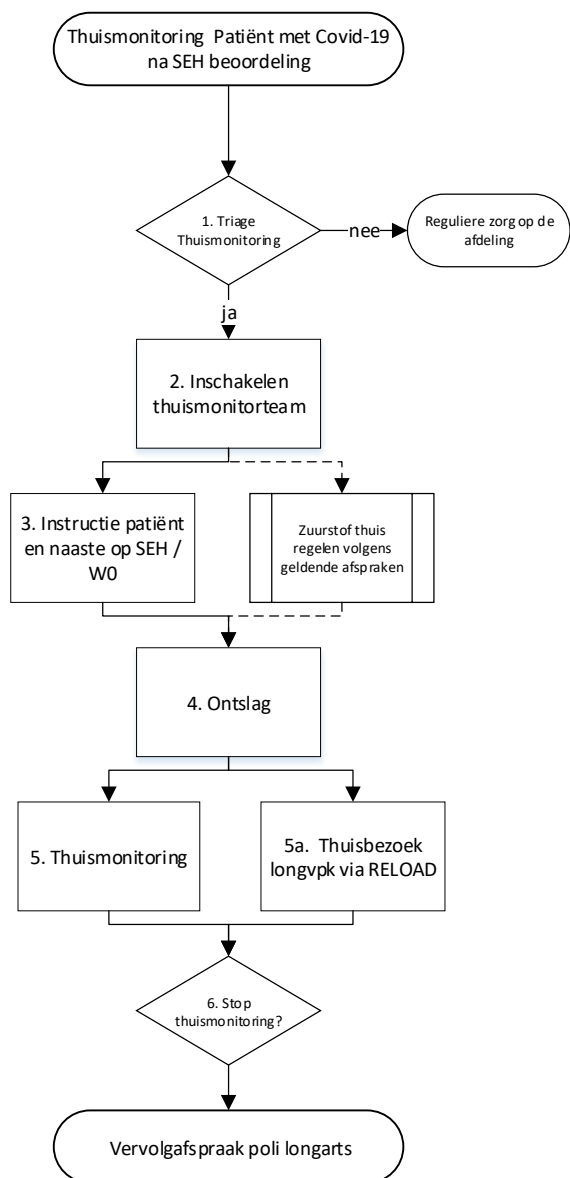 Thuismonitoring Patiënt met Covid-19
na SEH beoordeling
1. Triage
Thuismonitoring
nee
Reguliere zorg op de
afdeling
ja
2. Inschakelen
thuismonitorteam
3. Instructie patiënt
en naaste op SEH /
W0
Zuurstof thuis
regelen volgens
geldende afspraken
4. Ontslag
5. Thuismonitoring
5a. Thuisbezoek
longvpk via RELOAD
6. Stop
thuismonitoring?
Vervolgafspraak poli longarts